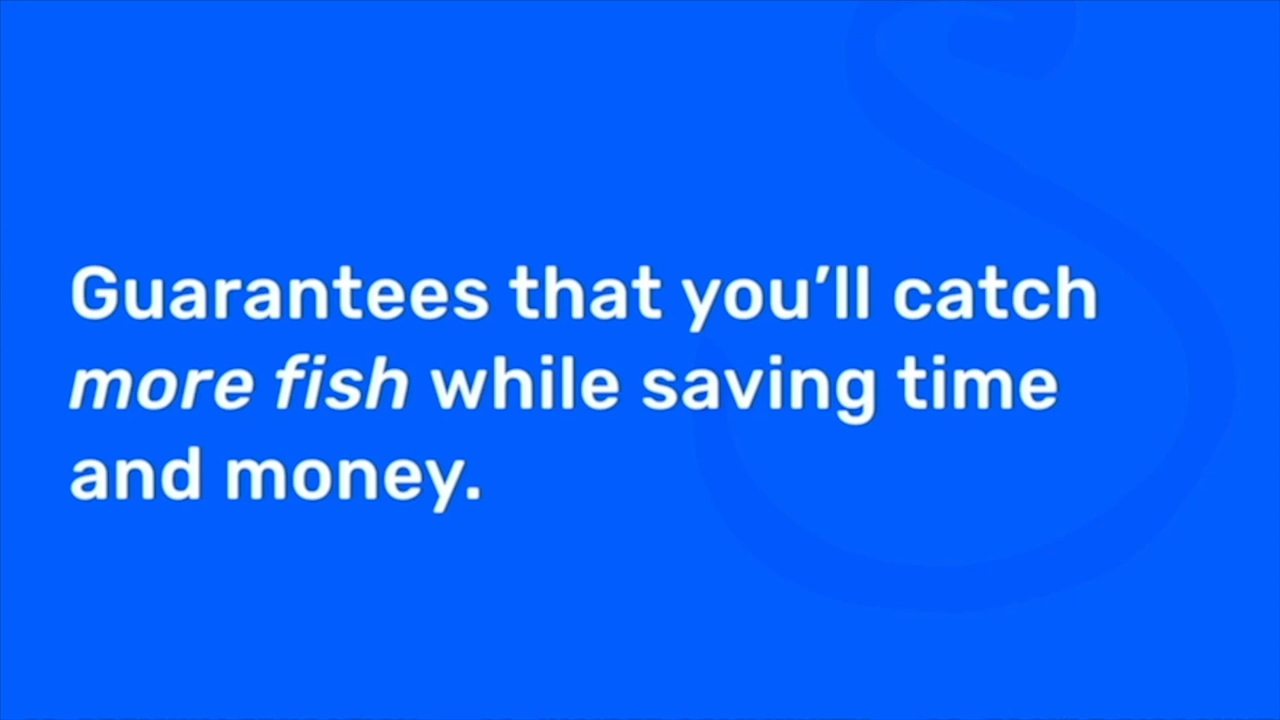 Guarantees that you’ll catch
more fish while saving time
and money.